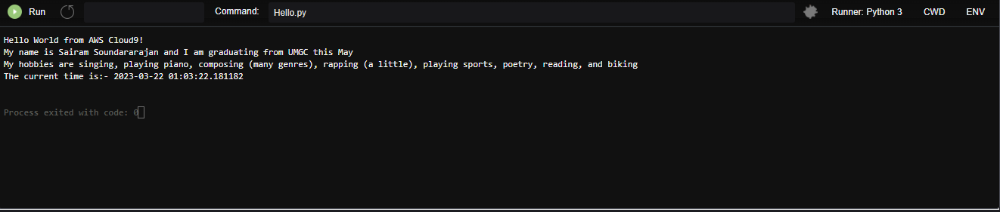 Run Command: Hello.py Runner: Python 3 CWD ENV
Hello World from AWS Cloud9!
My name is Sairam Soundararajan and I am graduating from UMGC this May
My hobbies are singing, playing piano, composing (many genres), rapping (a little), playing sports, poetry, reading, and biking
The current time is:- 2023-03-22 01:03:22.181182
Process exited with code: 0